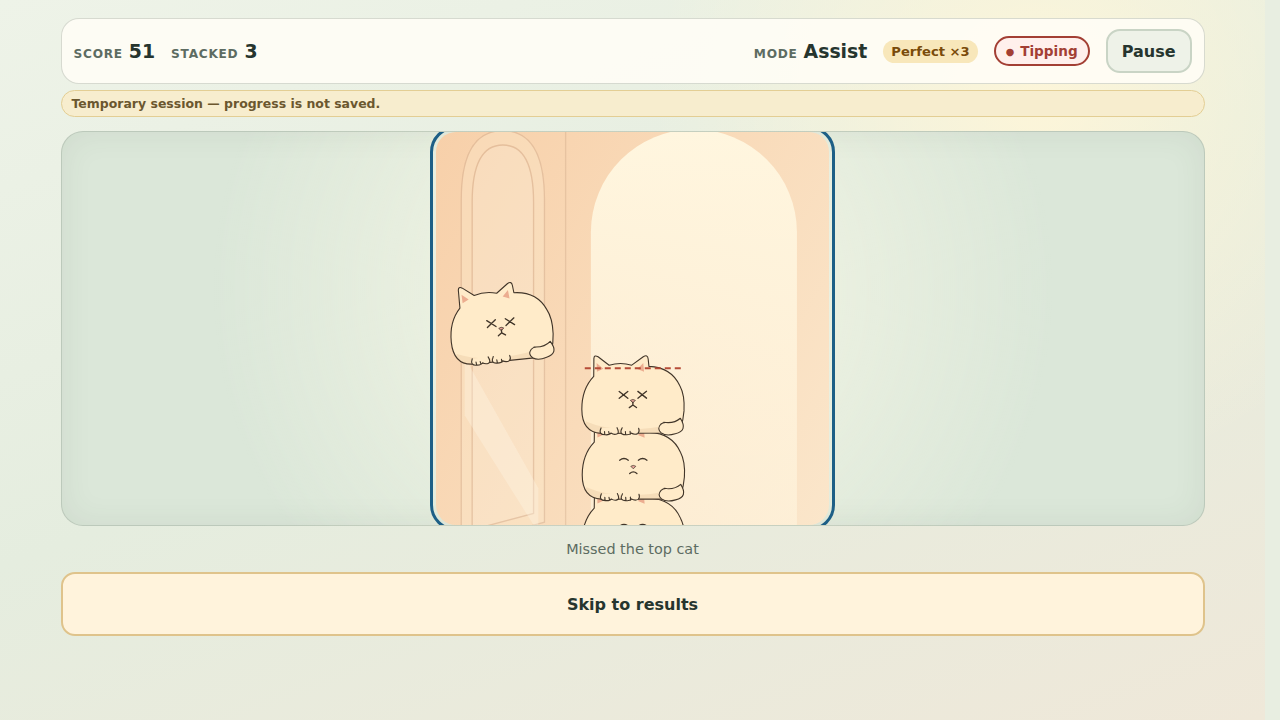 SCORE 51 STACKED 3
MODE Assist Perfect ×3 Tipping Pause
Temporary session — progress is not saved.
Missed the top cat
Skip to results